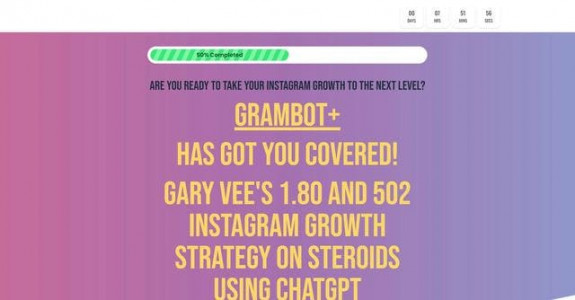 00 07 51 56
DAYS HRS MINS SECS
50% Completed
ARE YOU READY TO TAKE YOUR INSTAGRAM GROWTH TO THE NEXT LEVEL?
GRAMBOT+
HAS GOT YOU COVERED!
GARY VEE'S 1.80 AND 502
INSTAGRAM GROWTH
STRATEGY ON STEROIDS
USING CHATGPT